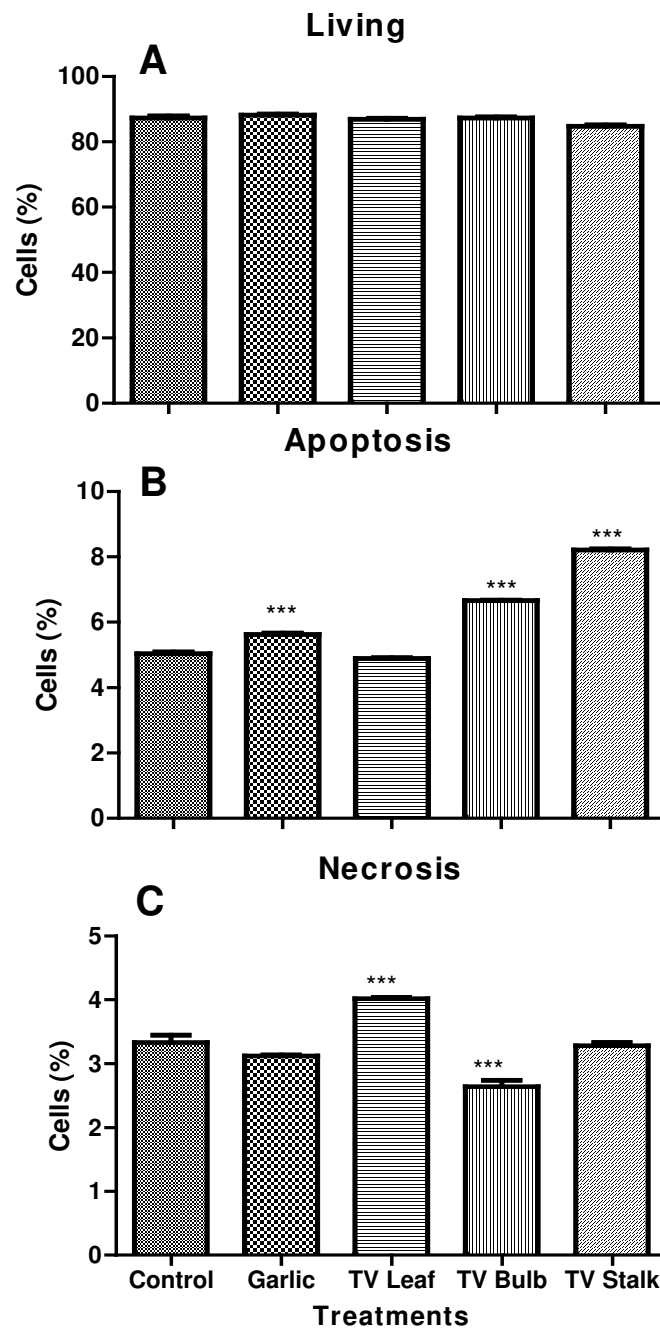 Living
A
100
80
60
40
20
0
Cells (%)
Apoptosis
B
10
8
6
4
2
0
Cells (%)
***
***
***
Necrosis
C
5
4
3
2
1
0
Cells (%)
***
***
Control Garlic TV Leaf TV Bulb TV Stalk
Treatments